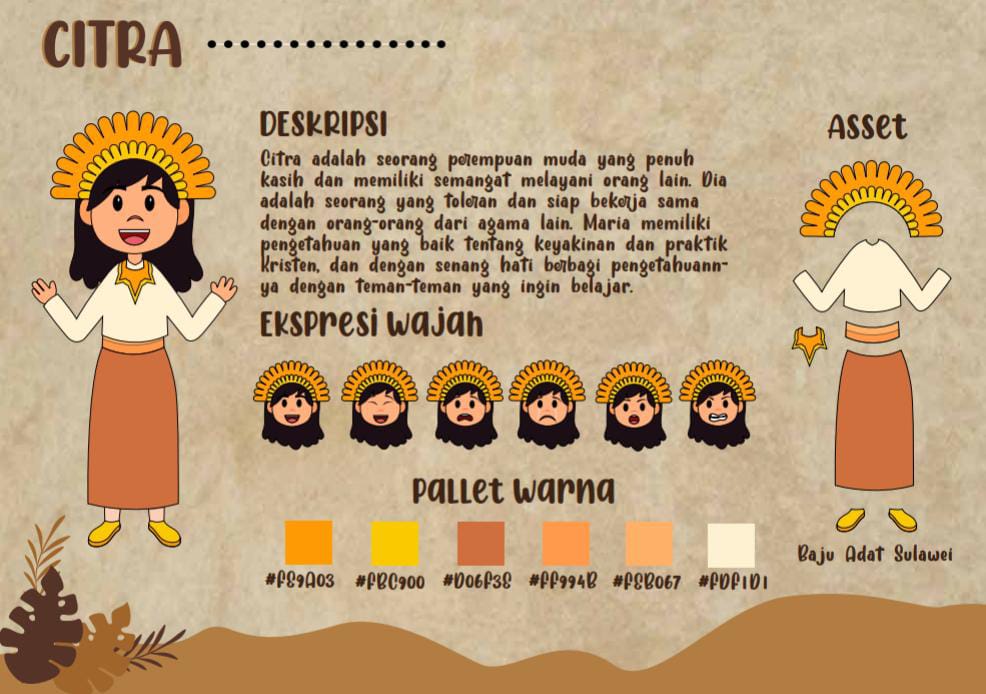 CITRA
DESKRIPSI
Citra adalah seorang perempuan muda yang penuh
kasih dan memiliki semangat melayani orang lain. Dia
adalah seorang yang toleran dan siap bekerja sama
dengan orang-orang dari agama lain. Maria memiliki
pengetahuan yang baik tentang keyakinan dan praktik
Kristen, dan dengan senang hati berbagi pengetahuann-
ya dengan teman-teman yang ingin belajar.
Ekspresi Wajah
Pallet Warna
#FE9A03 #FBC900 #D06F3E #FF994B #FEB067 #FDF1D1
Asset
Baju Adat Sulawei